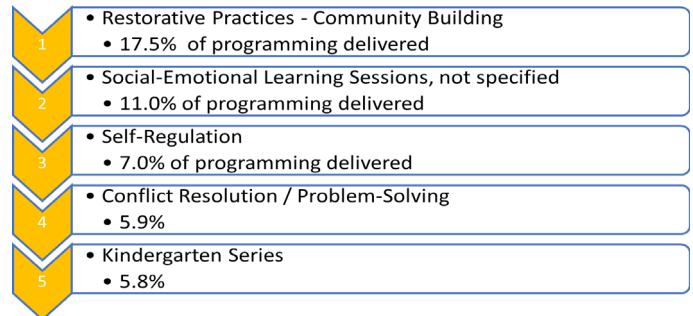 1
• Restorative Practices - Community Building
• 17.5% of programming delivered
2
• Social-Emotional Learning Sessions, not specified
• 11.0% of programming delivered
3
• Self-Regulation
• 7.0% of programming delivered
4
• Conflict Resolution / Problem-Solving
• 5.9%
5
• Kindergarten Series
• 5.8%